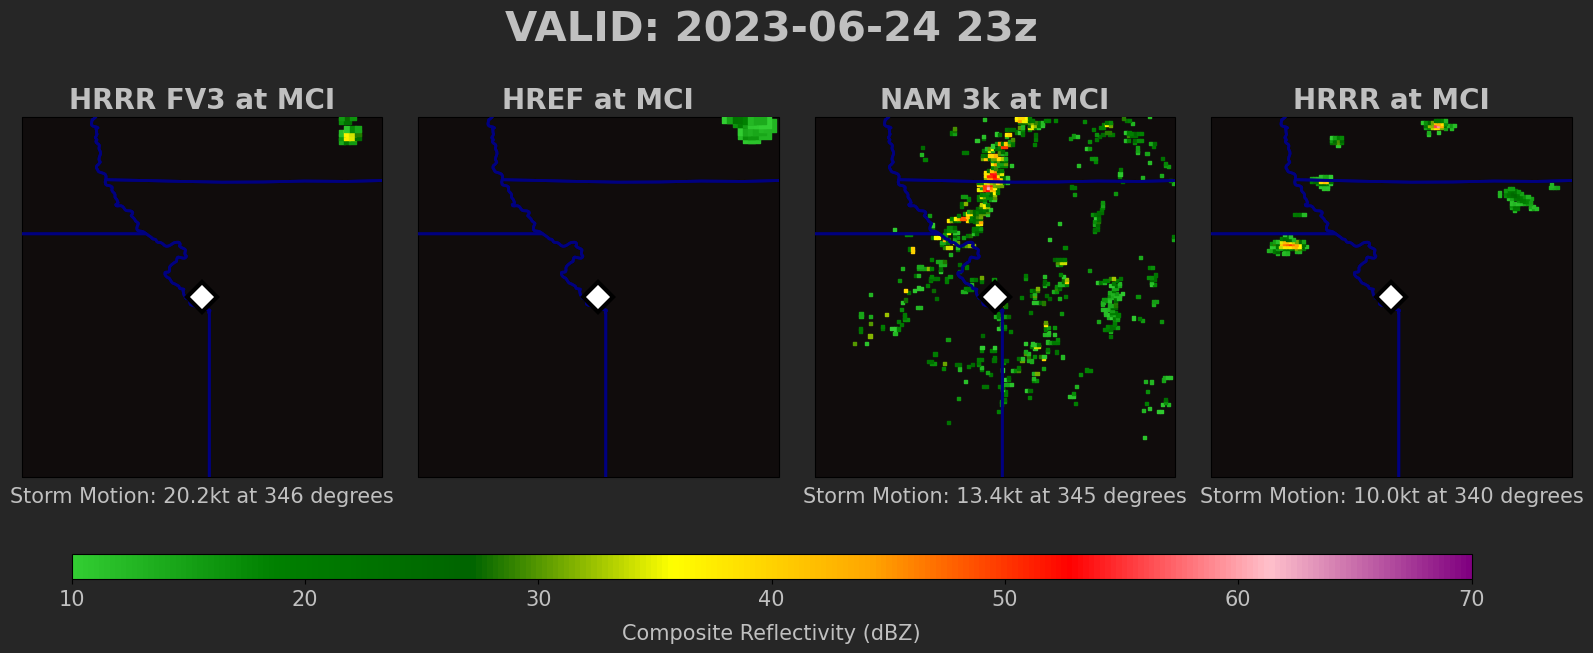 VALID: 2023-06-24 23z
HRRR FV3 at MCI
HREF at MCI
NAM 3k at MCI
HRRR at MCI
Storm Motion: 20.2kt at 346 degrees
Storm Motion: 13.4kt at 345 degrees
Storm Motion: 10.0kt at 340 degrees
10 20 30 40 50 60 70
Composite Reflectivity (dBZ)